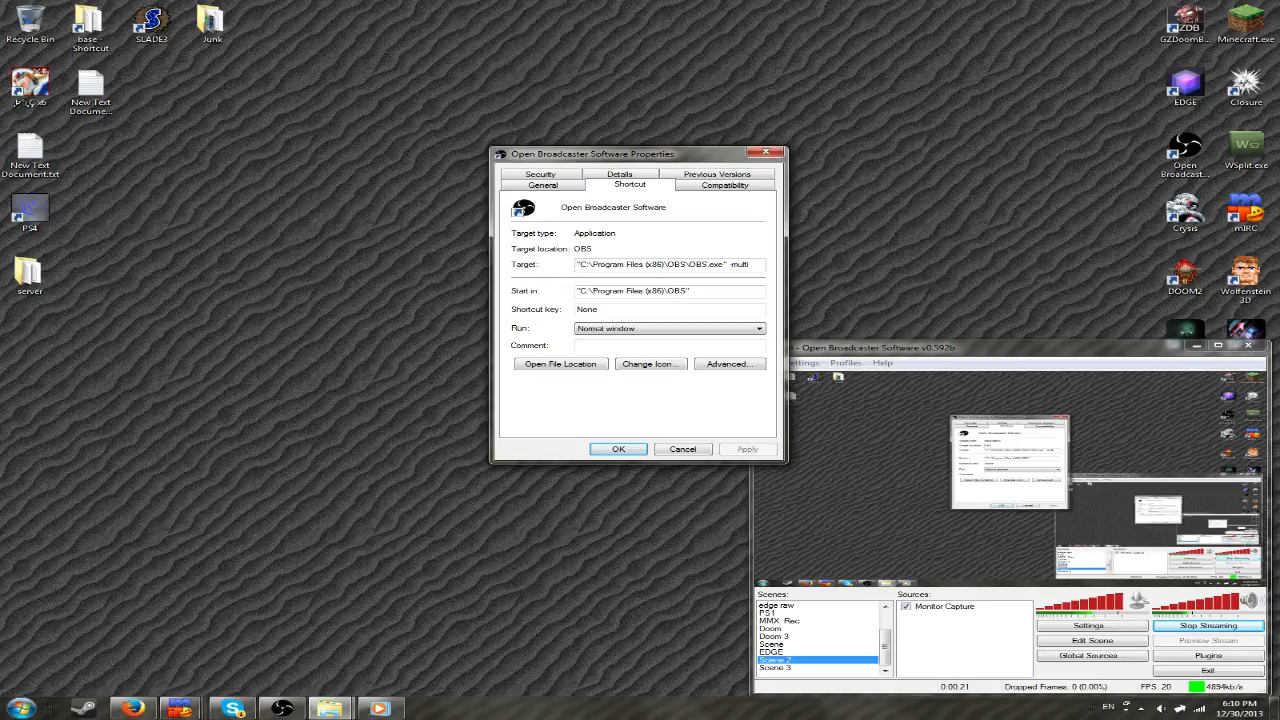 Recycle Bin
base - Shortcut
SLADE3
Junk
New Text Docume...
New Text Document.txt
PS4
server
ZDB
GZDoomB...
Minecraft.exe
EDGE
Closure
Open Broadcast...
WS2
WSplit.exe
Crysis
mIRC
DOOM2
Wolfenstein 3D
Open Broadcaster Software Properties
Security
Details
Previous Versions
General
Shortcut
Compatibility
Open Broadcaster Software
Target type: Application
Target location: OBS
Target: "C:\Program Files (x86)\OBS\OBS.exe" -multi
Start in: "C:\Program Files (x86)\OBS"
Shortcut key: None
Run: Normal window
Comment:
Open File Location
Change Icon...
Advanced...
OK
Cancel
Apply
- Open Broadcaster Software v0.592b
ettings
Profiles
Help
Scenes:
edge raw
PS1
MMX Rec
Doom
Doom 3
Scene
EDGE
Scene 2
Scene 3
Sources:
Monitor Capture
Settings...
Stop Streaming
Edit Scene
Preview Stream
Global Sources...
Plugins
Exit
0:00:21
Dropped Frames: 0 (0.00%)
FPS: 20
4894kb/s
EN
6:10 PM
12/30/2013